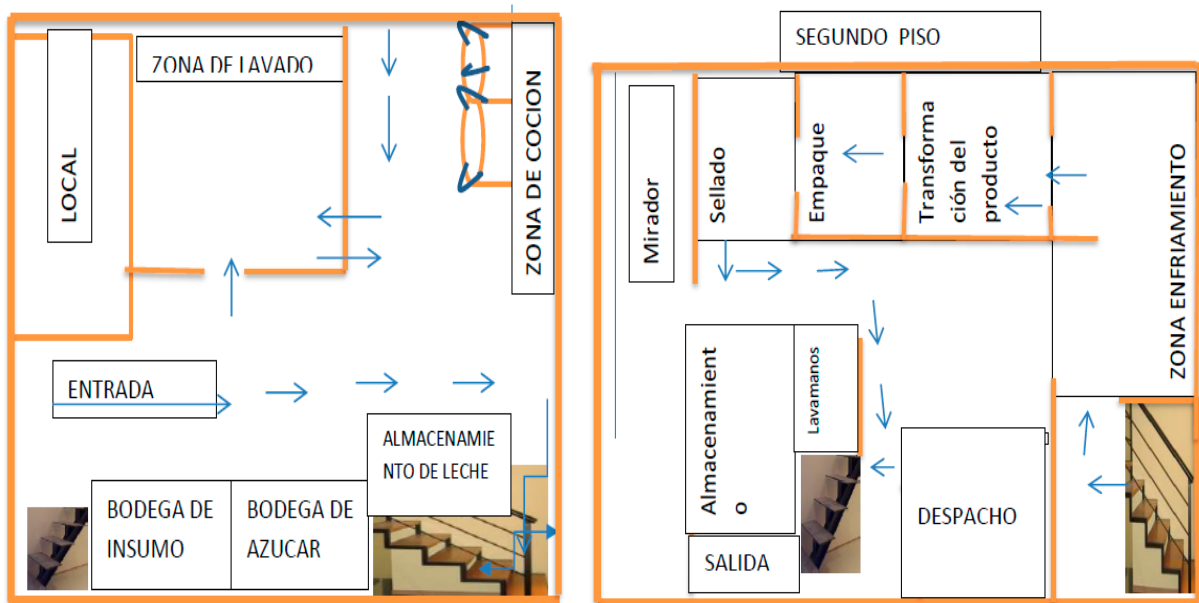 LOCAL
ZONA DE LAVADO
ZONA DE COCION
ENTRADA
ALMACENAMIE
NTO DE LECHE
BODEGA DE
INSUMO
BODEGA DE
AZUCAR
SEGUNDO PISO
Mirador
Sellado
Empaque
Transforma
ción del
producto
ZONA ENFRIAMIENTO
Almacenamient
o
Lavamanos
DESPACHO
SALIDA